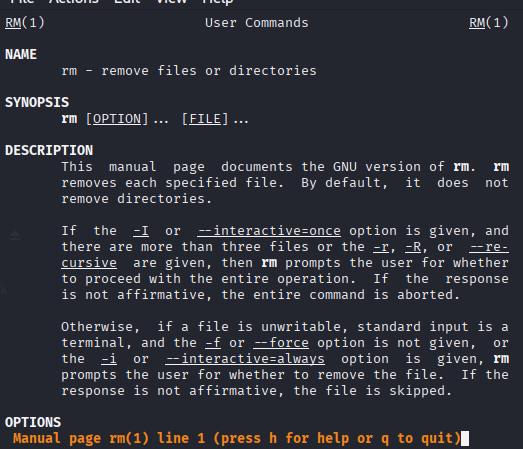 File Actions Edit View Help
RM(1) User Commands RM(1)
NAME
rm - remove files or directories
SYNOPSIS
rm [OPTION]... [FILE]...
DESCRIPTION
This manual page documents the GNU version of rm. rm
removes each specified file. By default, it does not
remove directories.
If the -I or --interactive=once option is given, and
there are more than three files or the -r, -R, or --re-
cursive are given, then rm prompts the user for whether
to proceed with the entire operation. If the response
is not affirmative, the entire command is aborted.
Otherwise, if a file is unwritable, standard input is a
terminal, and the -f or --force option is not given, or
the -i or --interactive=always option is given, rm
prompts the user for whether to remove the file. If the
response is not affirmative, the file is skipped.
OPTIONS
Manual page rm(1) line 1 (press h for help or q to quit)